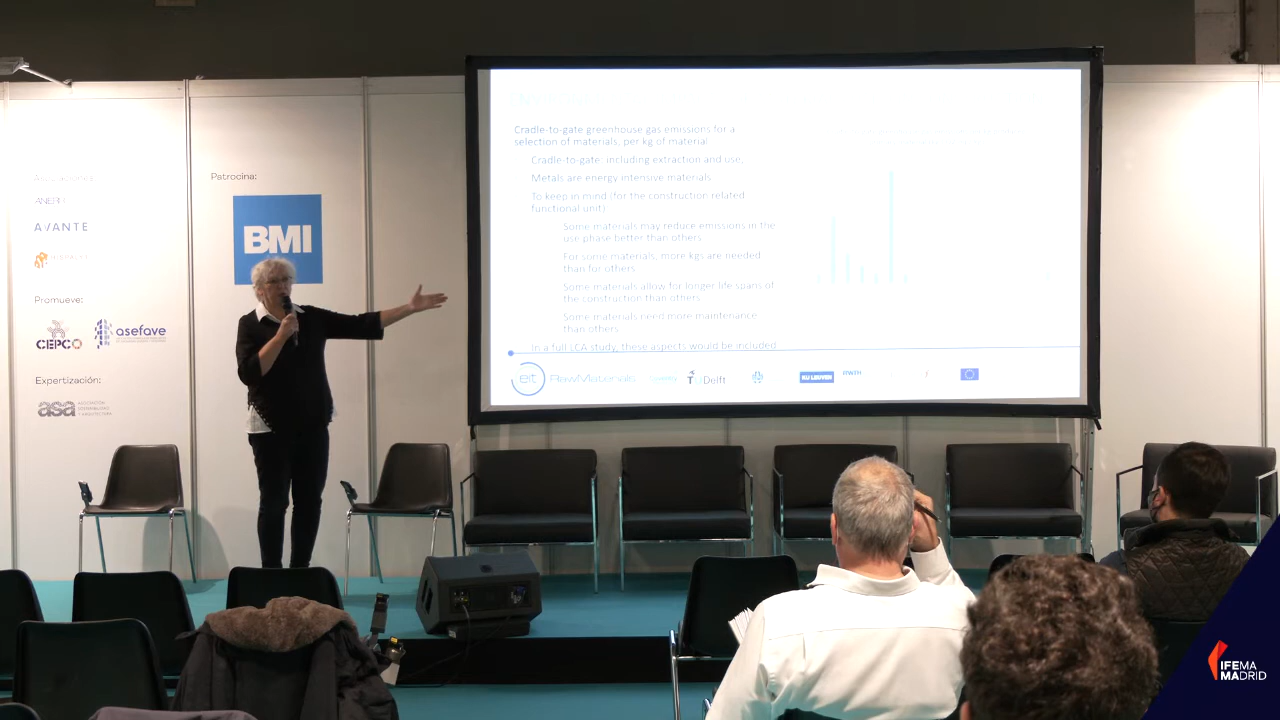 Patrocina:
BMI
AVANTE
Promueve:
CEPCO
asefave
Expertización:
asa
Cradle-to-gate greenhouse gas emissions for a
selection of materials, per kg of material
Cradle-to-gate: including extraction and use,
Metals are energy intensive materials
To keep in mind (for the construction related
functional unit)
Some materials may reduce emissions in the
use phase better than others
For some materials, more kgs are needed
than for others
Some materials allow for longer life spans of
the construction than others
Some materials need more maintenance
than others
In a full LCA study, these aspects would be included
eit RawMaterials
TU Delft
KU LEUVEN
RWTH
IFEMA
MADRID